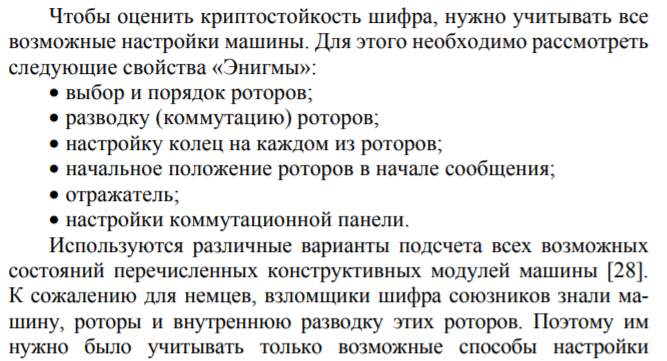 Чтобы оценить криптостойкость шифра, нужно учитывать все
возможные настройки машины. Для этого необходимо рассмотреть
следующие свойства «Энигмы»:
• выбор и порядок роторов;
• разводку (коммутацию) роторов;
• настройку колец на каждом из роторов;
• начальное положение роторов в начале сообщения;
• отражатель;
• настройки коммутационной панели.
Используются различные варианты подсчета всех возможных
состояний перечисленных конструктивных модулей машины [28].
К сожалению для немцев, взломщики шифра союзников знали ма-
шину, роторы и внутреннюю разводку этих роторов. Поэтому им
нужно было учитывать только возможные способы настройки